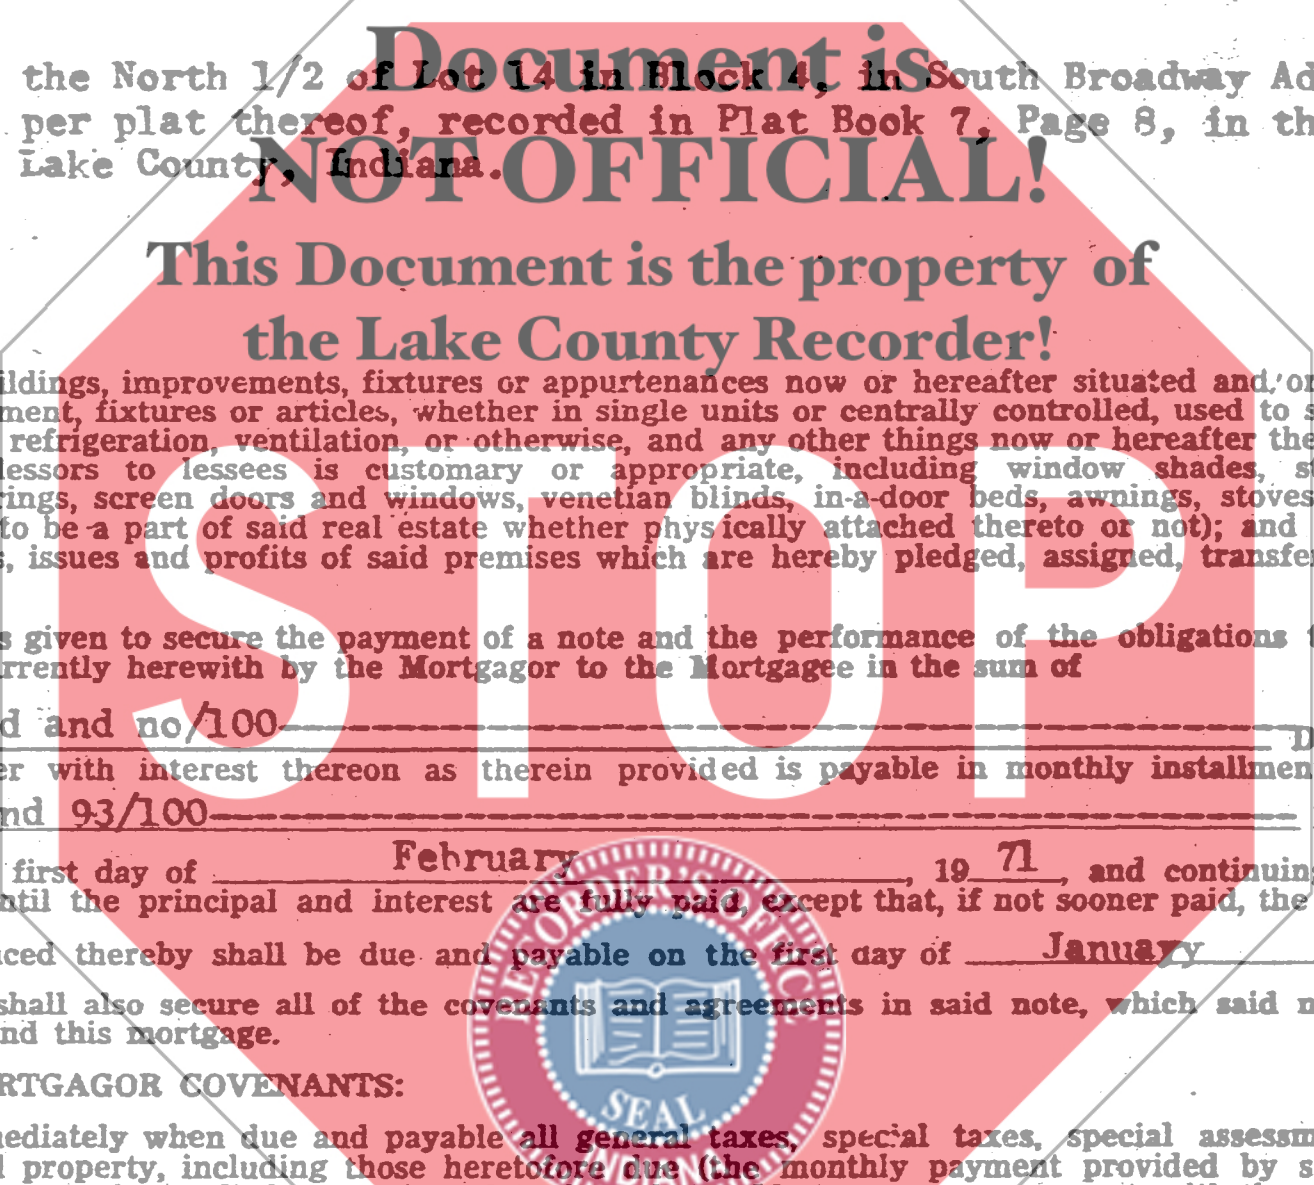 Document is
the North 1/2 of Lot 14 in Block 4, in South Broadway Ad
per plat thereof, recorded in Plat Book 7, Page 8, in th
NOT OFFICIAL!
Lake County, Indiana.
This Document is the property of
the Lake County Recorder!
ildings, improvements, fixtures or appurtenances now or hereafter situated and, or
ment, fixtures or articles, whether in single units or centrally controlled, used to s
refrigeration, ventilation, or otherwise, and any other things now or hereafter the
lessors to lessees is customary or appropriate, including window shades, st
rings, screen doors and windows, venetian blinds, in-a-door beds, awnings, stoves
to be a part of said real estate whether physically attached thereto or not); and
, issues and profits of said premises which are hereby pledged, assigned, transfer
STOP
s given to secure the payment of a note and the performance of the obligations
rrently herewith by the Mortgagor to the Mortgagee in the sum of
d and no/100
D
er with interest thereon as therein provided is payable in monthly installmen
nd 93/100
first day of February, 19 71, and continuing
ntil the principal and interest are fully paid, except that, if not sooner paid, the
nced thereby shall be due and payable on the first day of January
shall also secure all of the covenants and agreements in said note, which said n
nd this mortgage.
RTGAGOR COVENANTS:
RECORDER'S OFFICE
SEAL
INDIANA
mediately when due and payable all general taxes, special taxes, special assessm
l property, including those heretofore due (the monthly payment provided by s